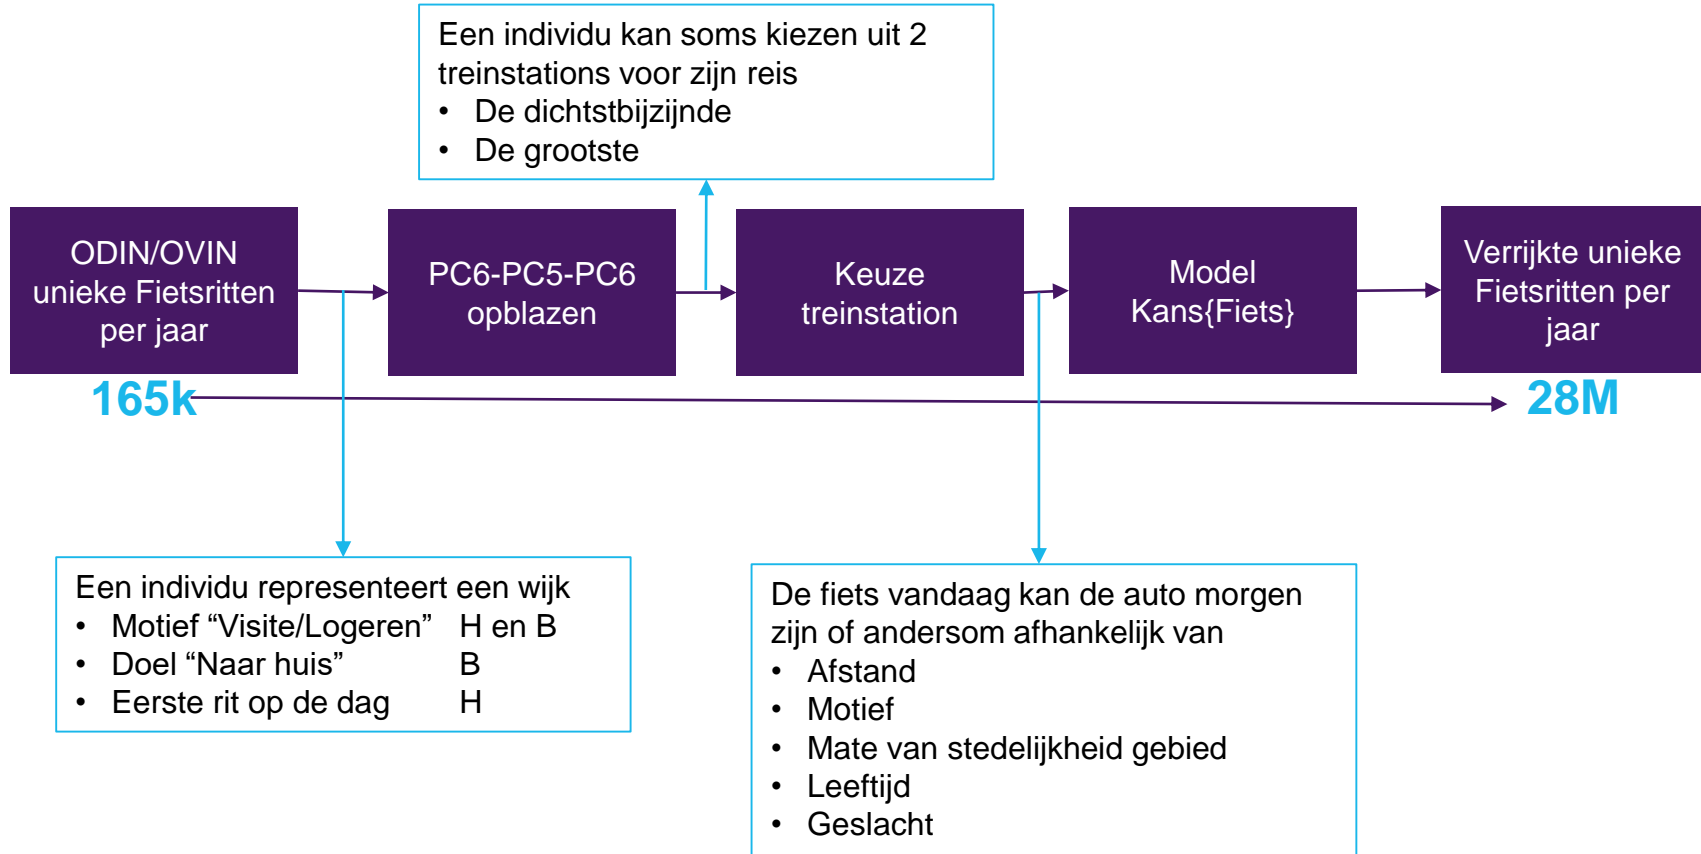 Een individu kan soms kiezen uit 2
treinstations voor zijn reis
• De dichtstbijzijnde
• De grootste
ODIN/OVIN
unieke Fietsritten
per jaar
PC6-PC5-PC6
opblazen
Keuze
treinstation
Model
Kans{Fiets}
Verrijkte unieke
Fietsritten per
jaar
165k
28M
Een individu representeert een wijk
• Motief “Visite/Logeren” H en B
• Doel “Naar huis” B
• Eerste rit op de dag H
De fiets vandaag kan de auto morgen
zijn of andersom afhankelijk van
• Afstand
• Motief
• Mate van stedelijkheid gebied
• Leeftijd
• Geslacht